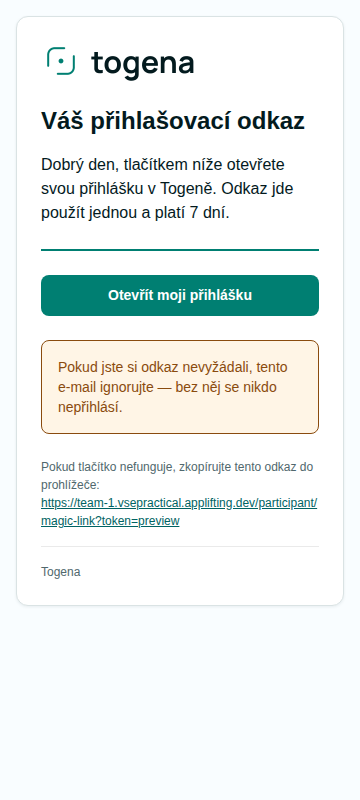 togena
Váš přihlašovací odkaz
Dobrý den, tlačítkem níže otevřete
svou přihlášku v Togeně. Odkaz jde
použít jednou a platí 7 dní.
Otevřít moji přihlášku
Pokud jste si odkaz nevyžádali, tento
e-mail ignorujte — bez něj se nikdo
nepřihlásí.
Pokud tlačítko nefunguje, zkopírujte tento odkaz do
prohlížeče:
https://team-1.vsepractical.applifting.dev/participant/
magic-link?token=preview
Togena